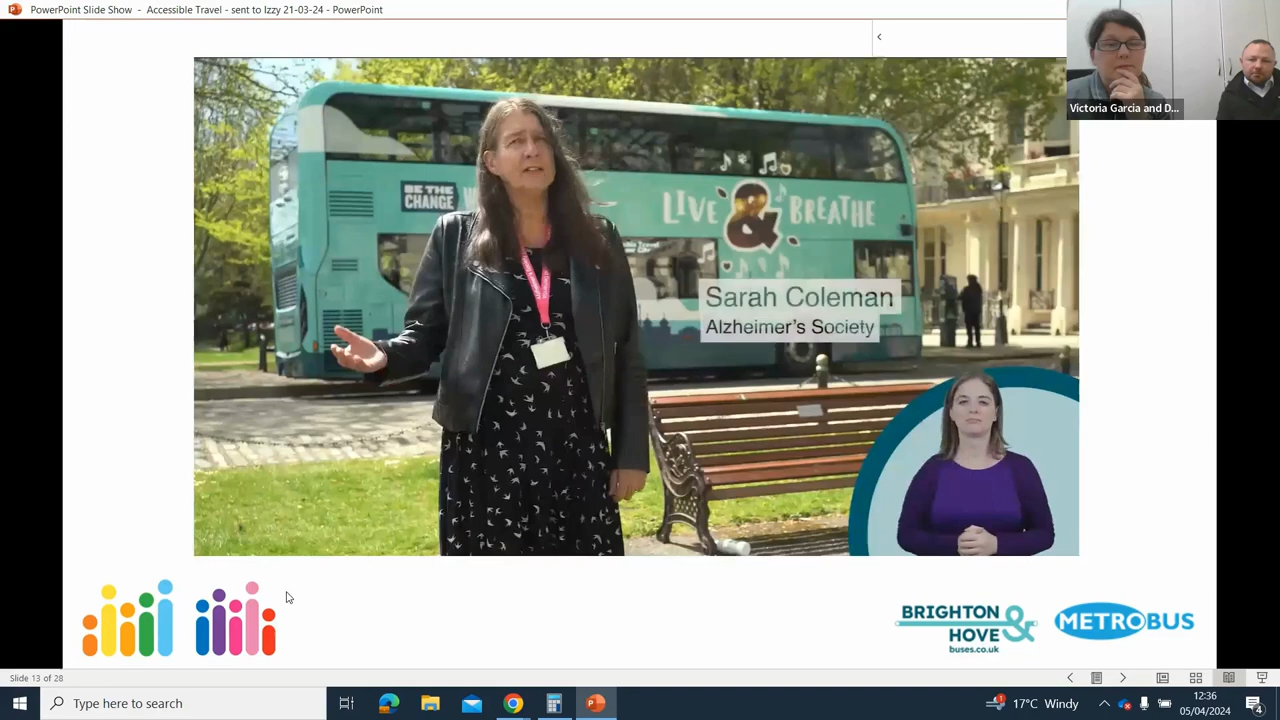 PowerPoint Slide Show - Accessible Travel - sent to Izzy 21-03-24 - PowerPoint
Victoria Garcia and D...
BE THE
CHANGE
LIVE & BREATHE
Sarah Coleman
Alzheimer's Society
BRIGHTON
& HOVE
buses.co.uk
METROBUS
Slide 13 of 28
Type here to search
1
17°C Windy
12:36
05/04/2024
4